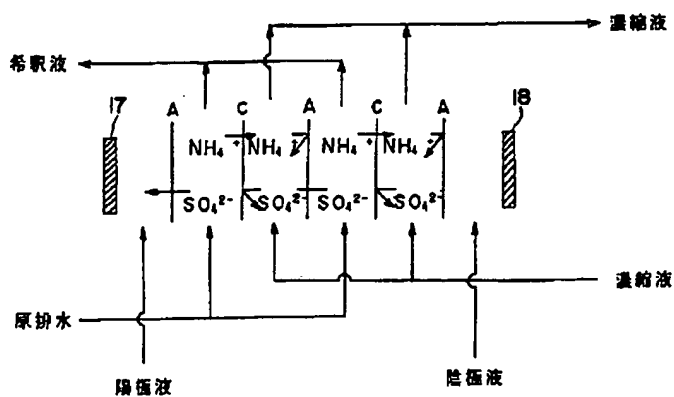 濃縮液
希釈液
17 A C A C A 18
NH₄⁺ NH₄⁺ NH₄⁺ NH₄⁺
SO₄²⁻ SO₄²⁻ SO₄²⁻ SO₄²⁻
濃縮液
原排水
陽極液 陰極液